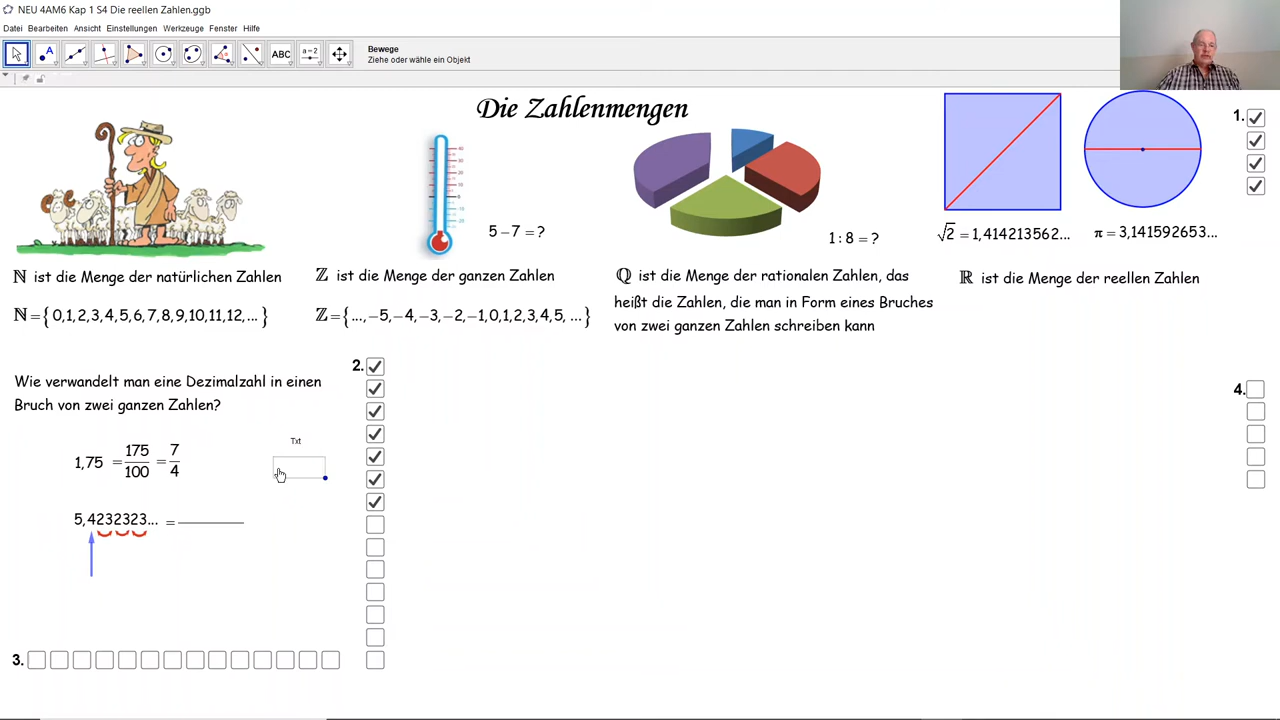 NEU 4AM6 Kap 1 S4 Die reellen Zahlen.ggb
Datei Bearbeiten Ansicht Einstellungen Werkzeuge Fenster Hilfe
A
ABC
a = 2
Bewege
Ziehe oder wähle ein Objekt
Die Zahlenmengen
1.
5 – 7 = ?
1 : 8 = ?
√2 = 1,414213562...
π = 3,141592653...
ℕ ist die Menge der natürlichen Zahlen
ℤ ist die Menge der ganzen Zahlen
ℚ ist die Menge der rationalen Zahlen, das
heißt die Zahlen, die man in Form eines Bruches
von zwei ganzen Zahlen schreiben kann
ℝ ist die Menge der reellen Zahlen
ℕ = { 0,1,2,3,4,5,6,7,8,9,10,11,12,... }
ℤ = { ...,−5,−4,−3,−2,−1,0,1,2,3,4,5, ... }
2.
Wie verwandelt man eine Dezimalzahl in einen
Bruch von zwei ganzen Zahlen?
4.
Txt
1,75 = 175/100 = 7/4
5,4232323... =
3.